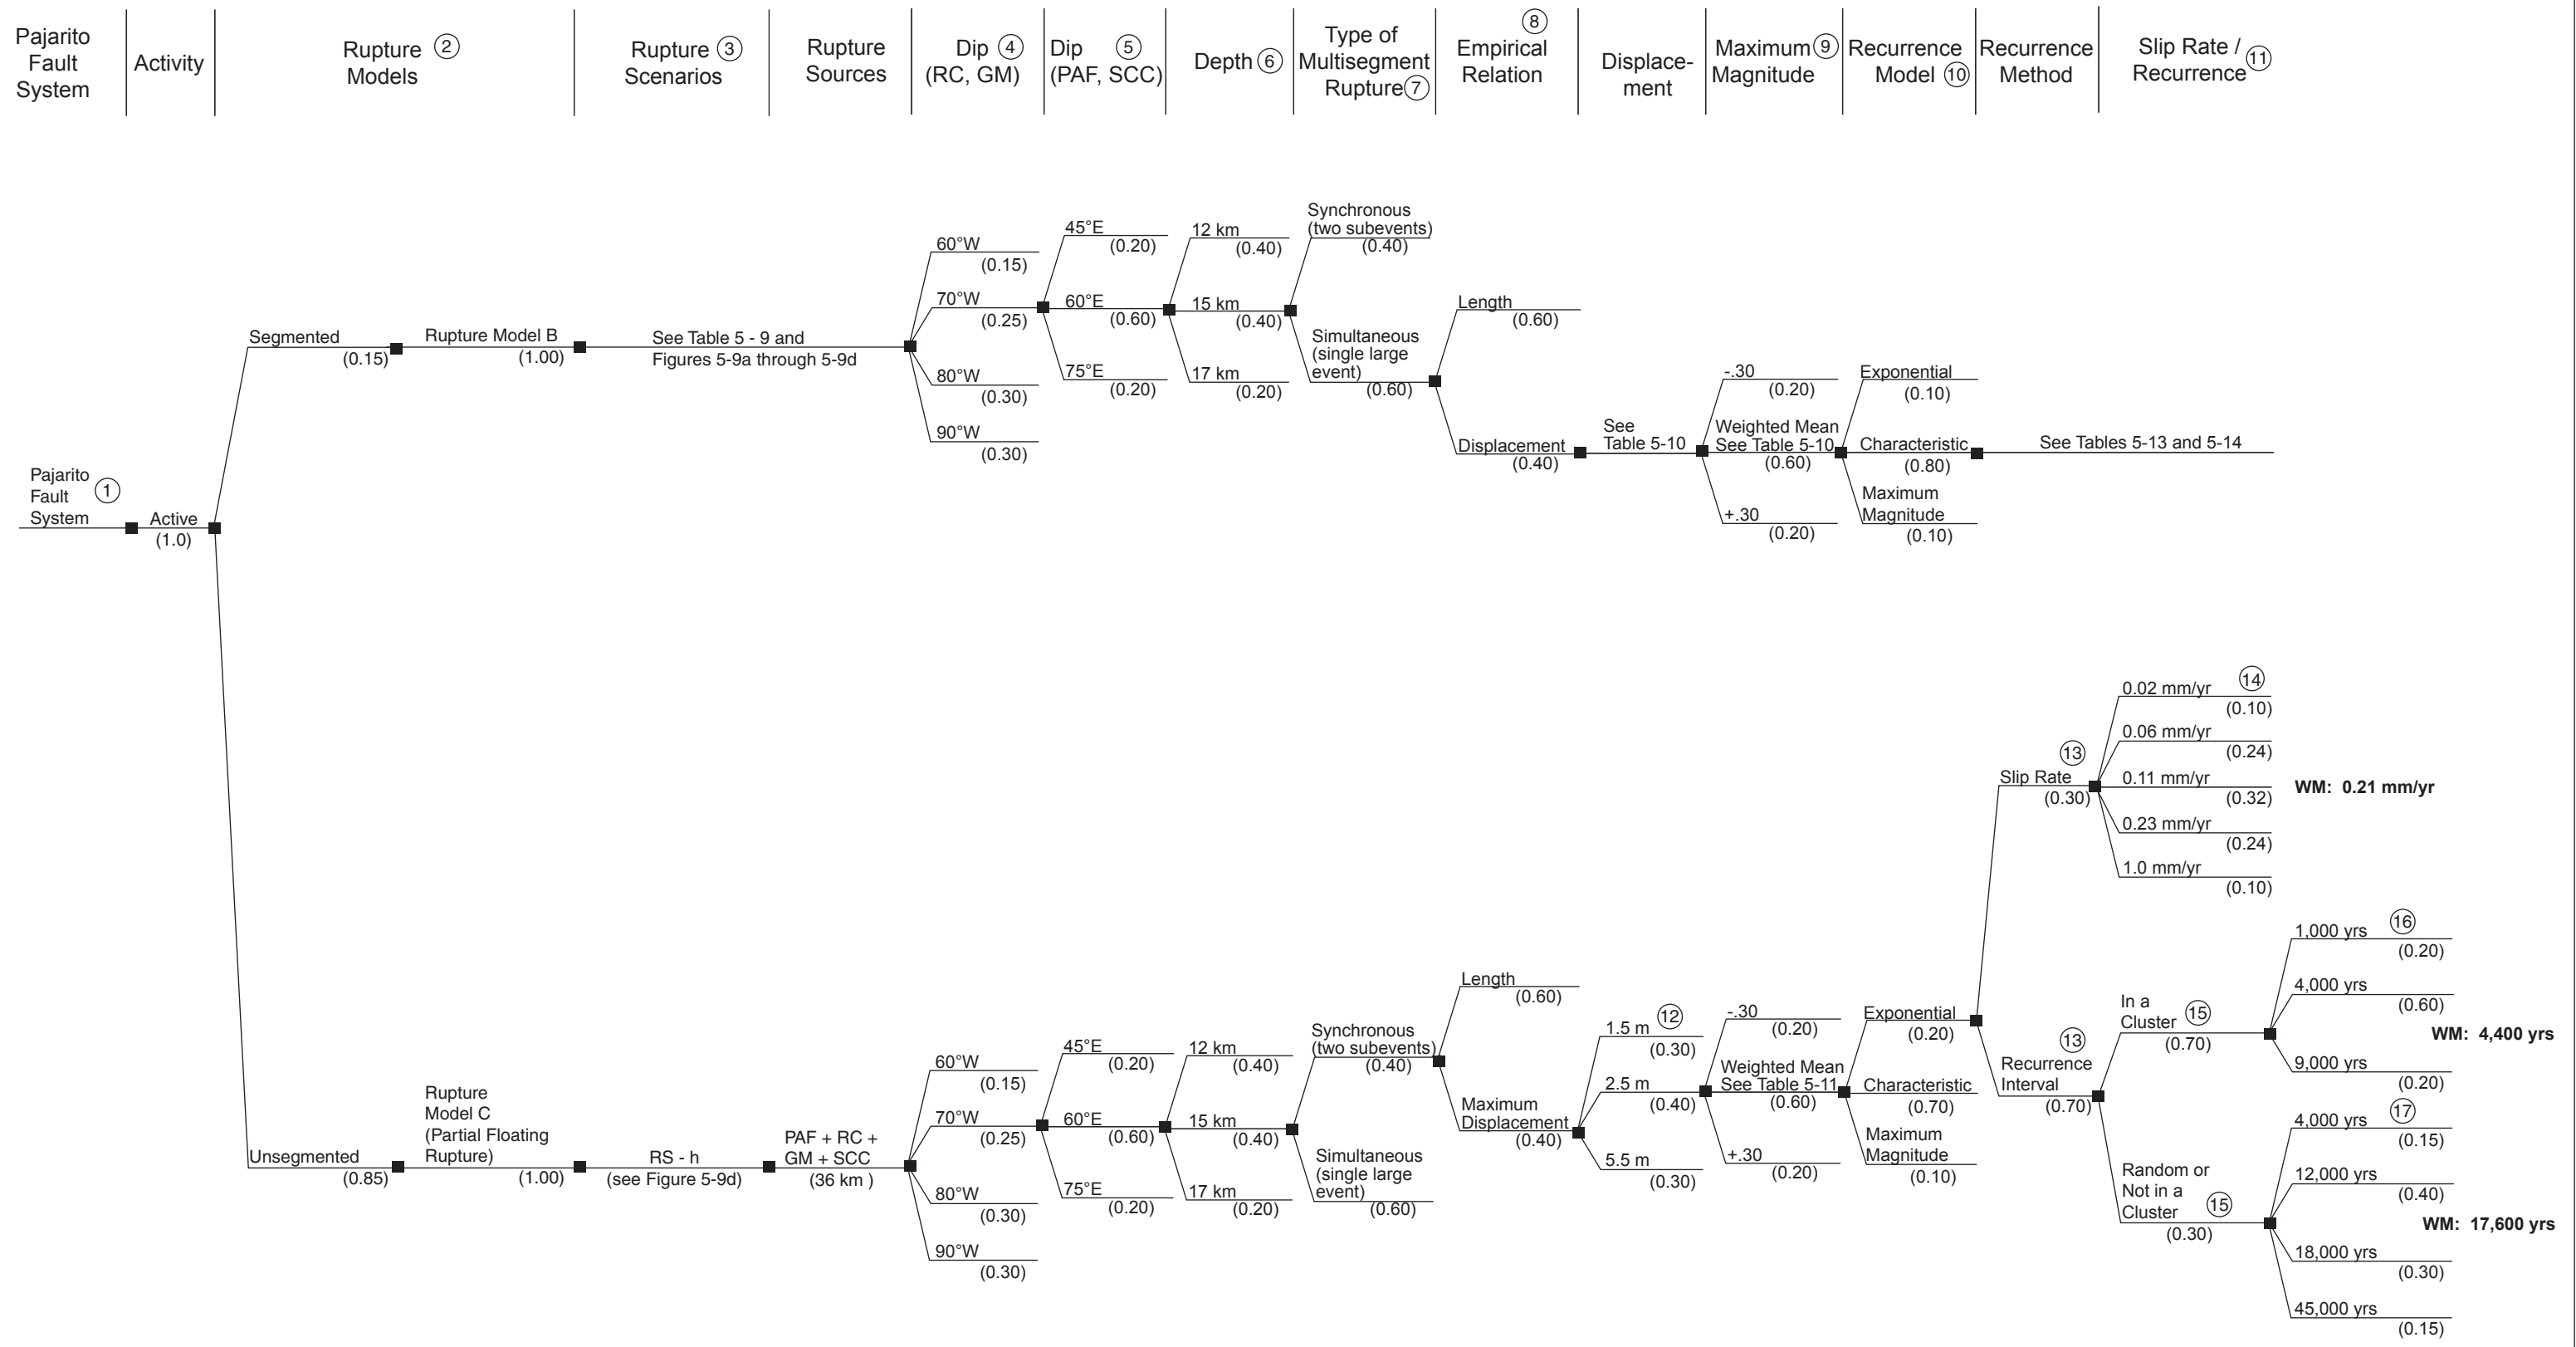 Pajarito
Fault
System
Activity
Rupture ②
Models
Rupture ③
Scenarios
Rupture
Sources
Dip ④
(RC, GM)
Dip ⑤
(PAF, SCC)
Depth ⑥
Type of
Multisegment
Rupture ⑦
⑧
Empirical
Relation
Displace-
ment
Maximum ⑨
Magnitude
Recurrence
Model ⑩
Recurrence
Method
Slip Rate /
Recurrence ⑪
Pajarito
Fault ①
System
Active
(1.0)
Segmented
(0.15)
Rupture Model B
(1.00)
See Table 5 - 9 and
Figures 5-9a through 5-9d
60°W
(0.15)
70°W
(0.25)
80°W
(0.30)
90°W
(0.30)
45°E
(0.20)
60°E
(0.60)
75°E
(0.20)
12 km
(0.40)
15 km
(0.40)
17 km
(0.20)
Synchronous
(two subevents)
(0.40)
Simultaneous
(single large
event)
(0.60)
Length
(0.60)
Displacement
(0.40)
See
Table 5-10
-.30
(0.20)
Weighted Mean
See Table 5-10
(0.60)
+.30
(0.20)
Exponential
(0.10)
Characteristic
(0.80)
Maximum
Magnitude
(0.10)
See Tables 5-13 and 5-14
Unsegmented
(0.85)
Rupture
Model C
(Partial Floating
Rupture)
(1.00)
RS - h
(see Figure 5-9d)
PAF + RC +
GM + SCC
(36 km )
60°W
(0.15)
70°W
(0.25)
80°W
(0.30)
90°W
(0.30)
45°E
(0.20)
60°E
(0.60)
75°E
(0.20)
12 km
(0.40)
15 km
(0.40)
17 km
(0.20)
Synchronous
(two subevents)
(0.40)
Simultaneous
(single large
event)
(0.60)
Length
(0.60)
Maximum
Displacement
(0.40)
1.5 m ⑫
(0.30)
2.5 m
(0.40)
5.5 m
(0.30)
-.30
(0.20)
Weighted Mean
See Table 5-11
(0.60)
+.30
(0.20)
Exponential
(0.20)
Characteristic
(0.70)
Maximum
Magnitude
(0.10)
⑬
Slip Rate
(0.30)
0.02 mm/yr ⑭
(0.10)
0.06 mm/yr
(0.24)
0.11 mm/yr
(0.32)
WM: 0.21 mm/yr
0.23 mm/yr
(0.24)
1.0 mm/yr
(0.10)
⑬
Recurrence
Interval
(0.70)
In a
Cluster ⑮
(0.70)
1,000 yrs ⑯
(0.20)
4,000 yrs
(0.60)
WM: 4,400 yrs
9,000 yrs
(0.20)
Random or
Not in a
Cluster ⑮
(0.30)
4,000 yrs ⑰
(0.15)
12,000 yrs
(0.40)
WM: 17,600 yrs
18,000 yrs
(0.30)
45,000 yrs
(0.15)